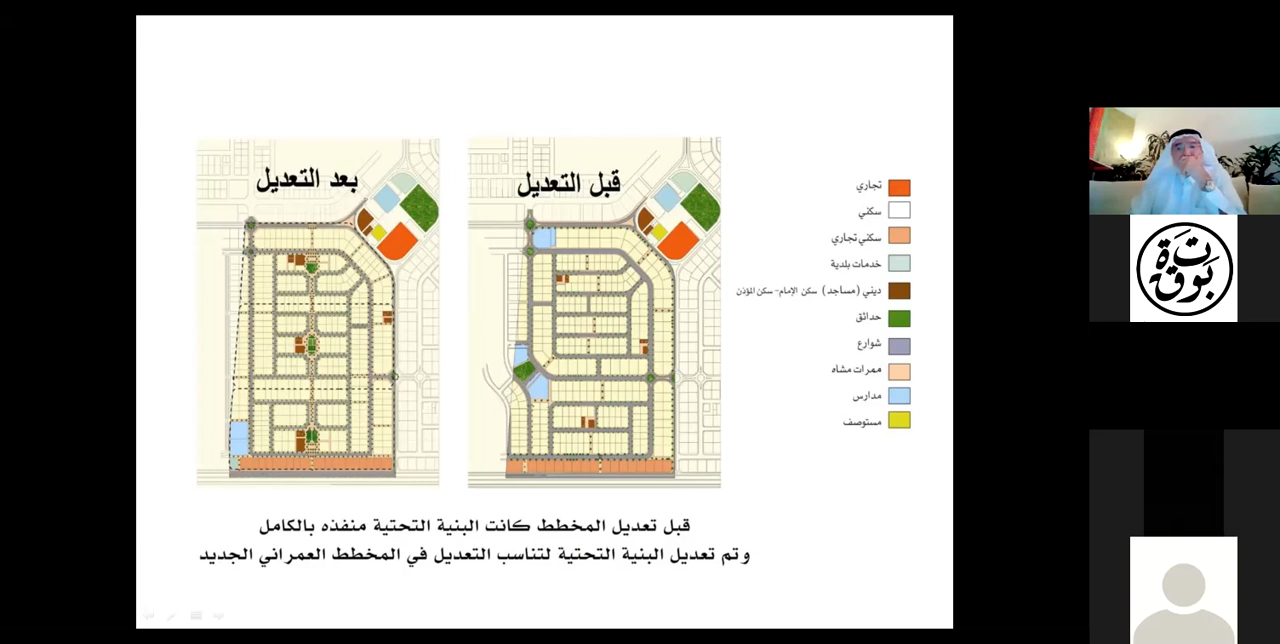 قبل التعديل
بعد التعديل
تجاري
سكني
سكني تجاري
خدمات بلدية
ديني (مساجد) سكن الإمام - سكن المؤذن
حدائق
شوارع
ممرات مشاه
مدارس
مستوصف
قبل تعديل المخطط كانت البنية التحتية منفذه بالكامل
وتم تعديل البنية التحتية لتناسب التعديل في المخطط العمراني الجديد